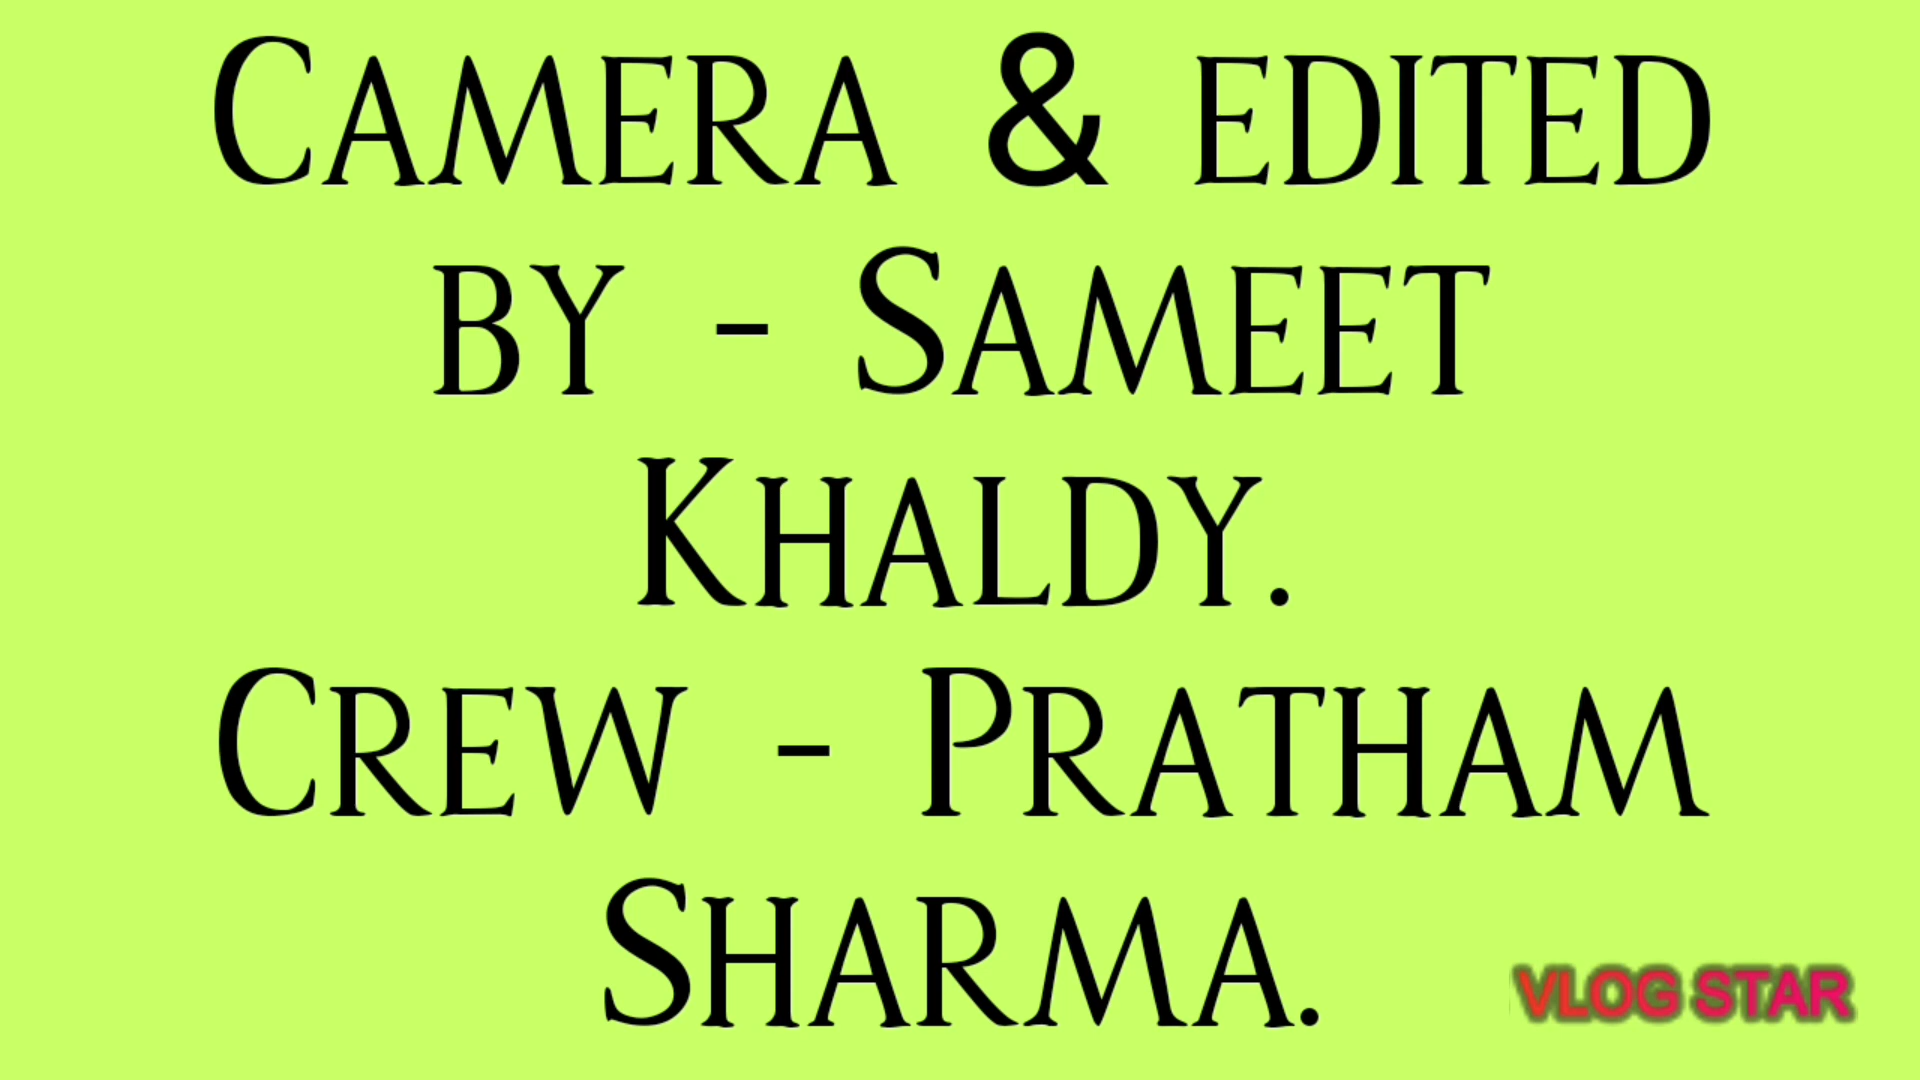 Camera & edited
by - Sameet
Khaldy.
Crew - Pratham
Sharma.
VLOG STAR